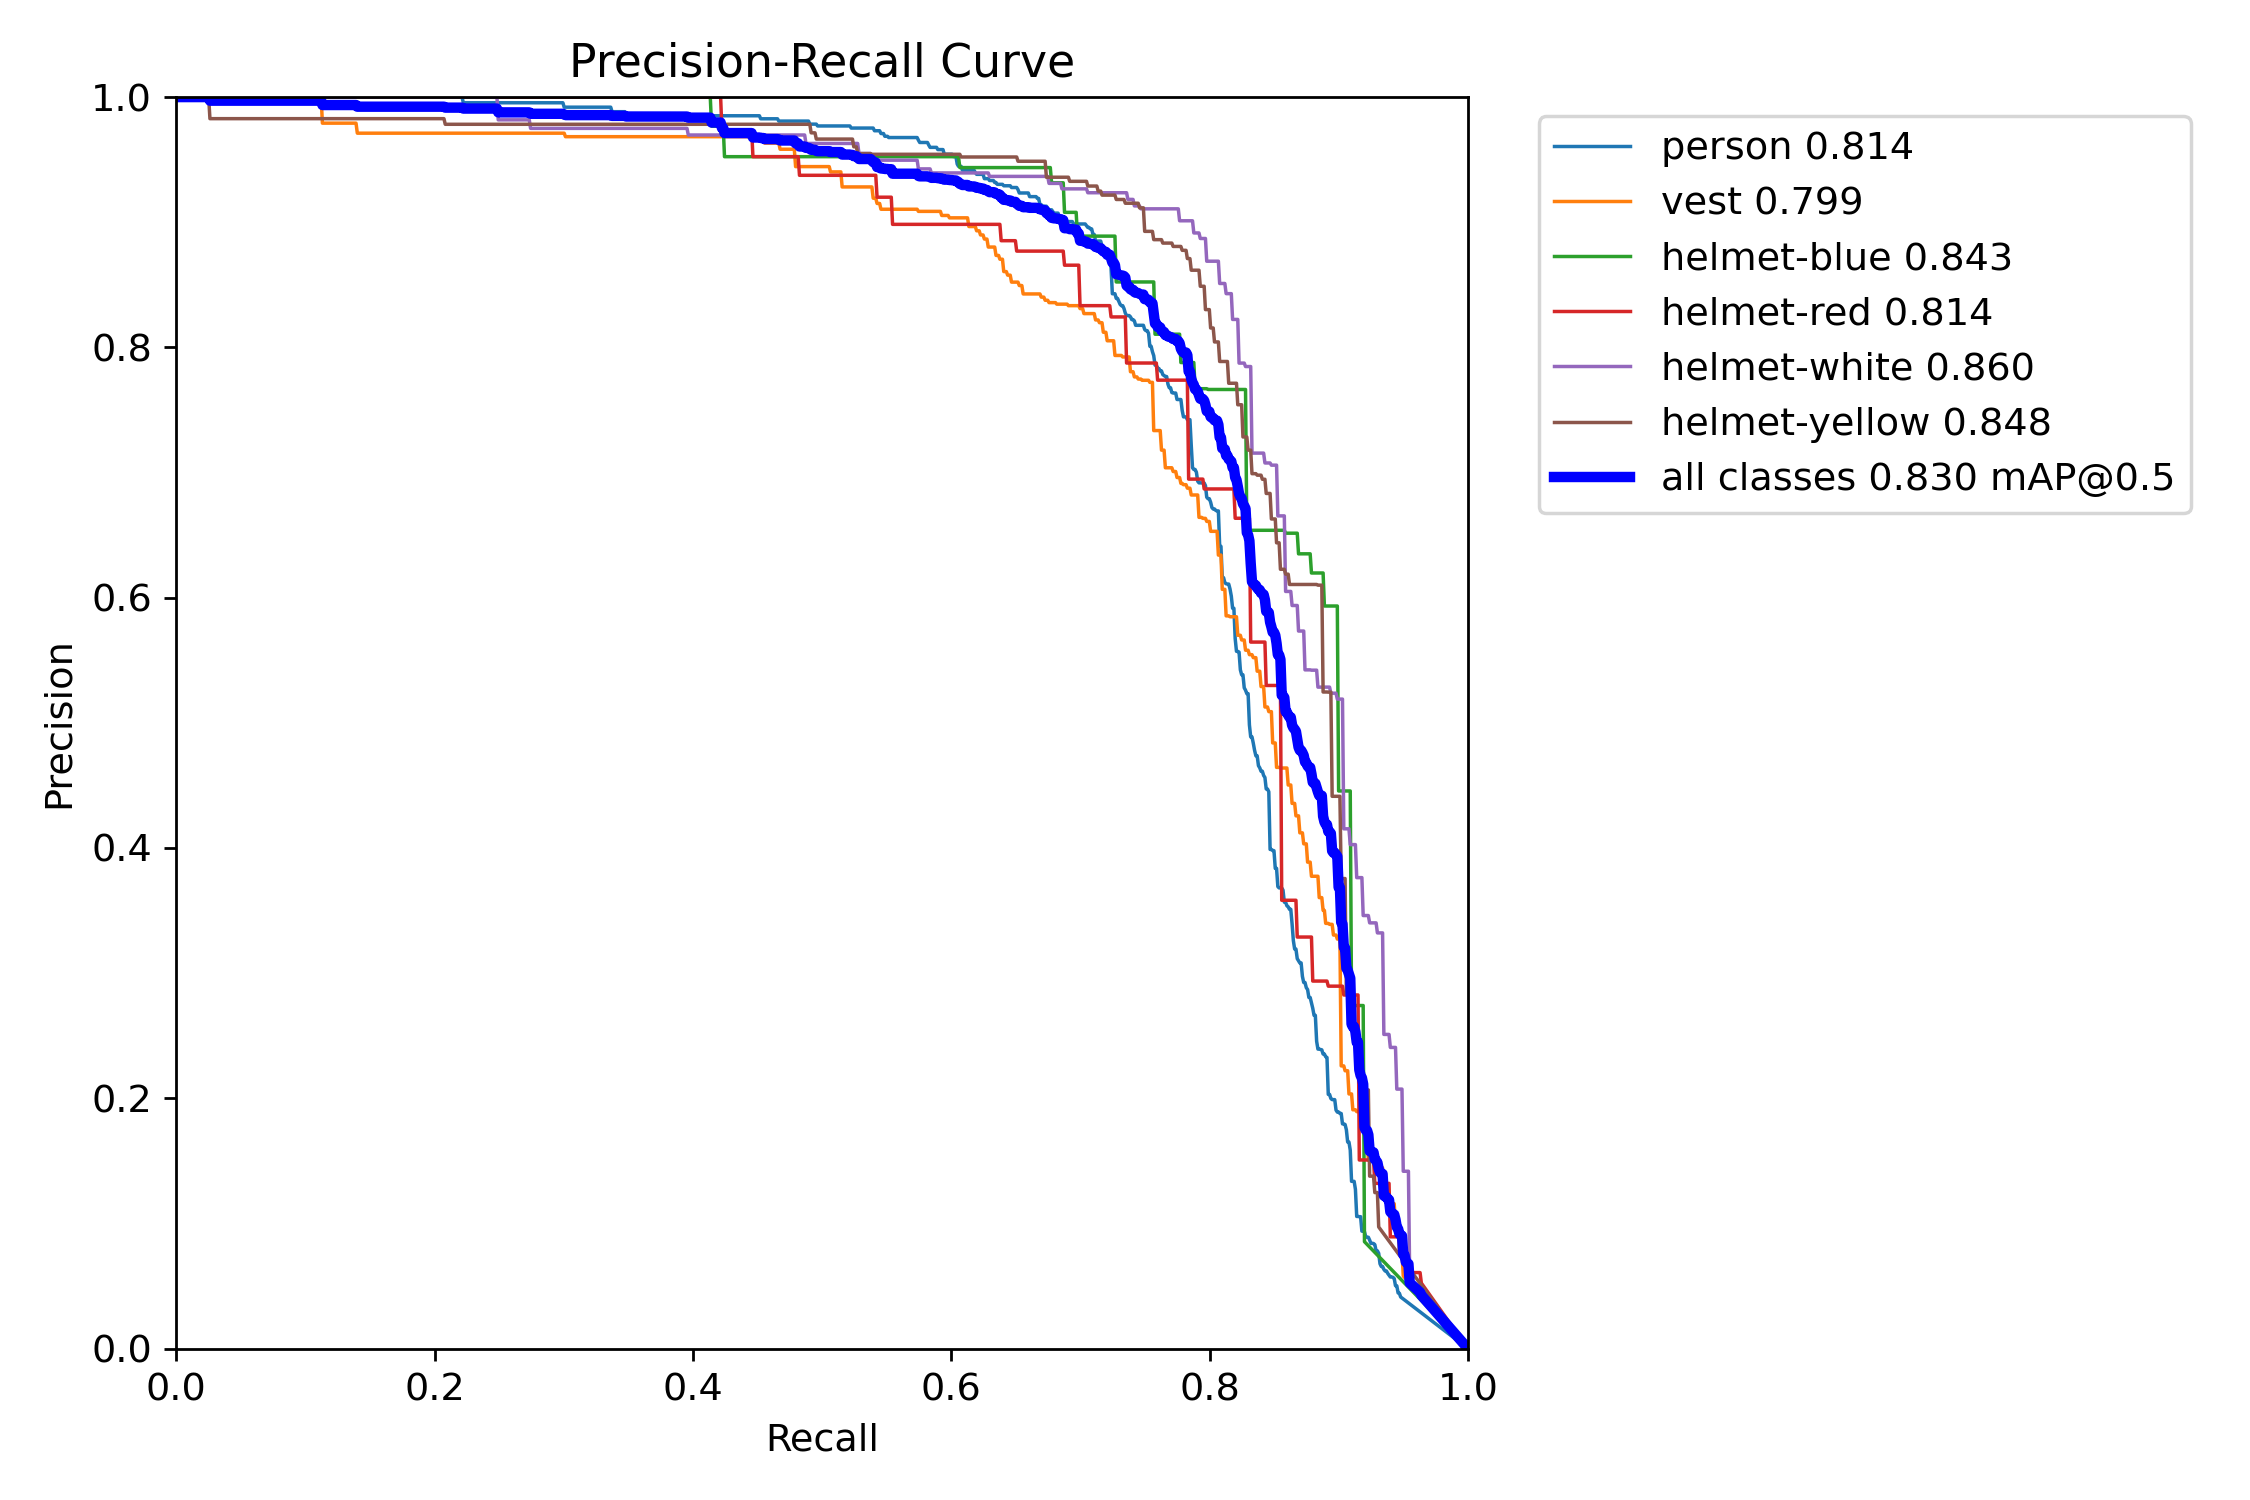 Precision-Recall Curve
1.0
0.8
0.6
0.4
0.2
0.0
Precision
0.0 0.2 0.4 0.6 0.8 1.0
Recall
person 0.814
vest 0.799
helmet-blue 0.843
helmet-red 0.814
helmet-white 0.860
helmet-yellow 0.848
all classes 0.830 mAP@0.5